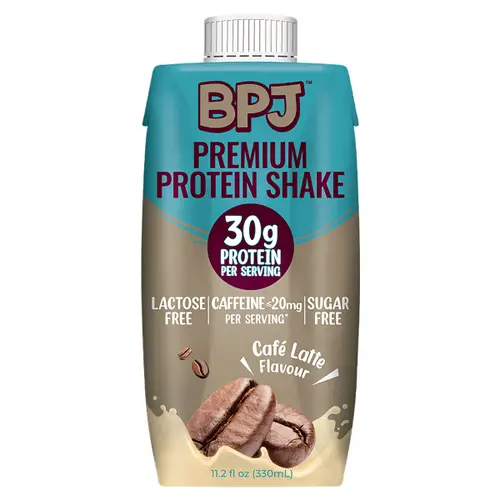 BPJ™
PREMIUM
PROTEIN SHAKE
30g
PROTEIN
PER SERVING
LACTOSE FREE
CAFFEINE ≈20mg PER SERVING*
SUGAR FREE
Café Latte
Flavour
11.2 fl oz (330mL)